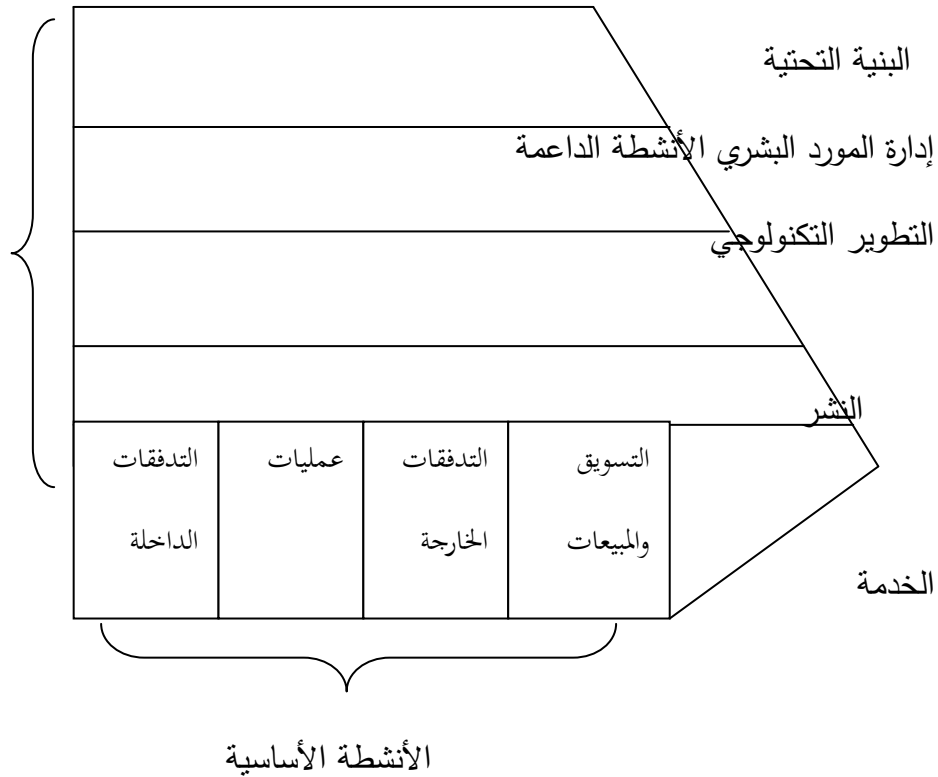 البنية التحتية
إدارة المورد البشري الأنشطة الداعمة
التطوير التكنولوجي
النشر
التسويق
والمبيعات
التدفقات
الخارجة
عمليات
التدفقات
الداخلة
الخدمة
الأنشطة الأساسية